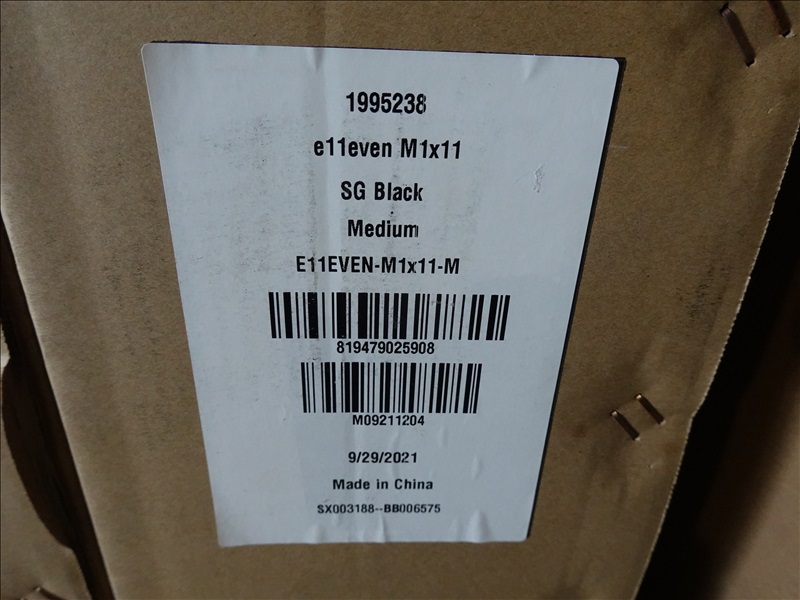 1995238
e11even M1x11
SG Black
Medium
E11EVEN-M1x11-M
819479025908
M09211204
9/29/2021
Made in China
SX003188--BB006575